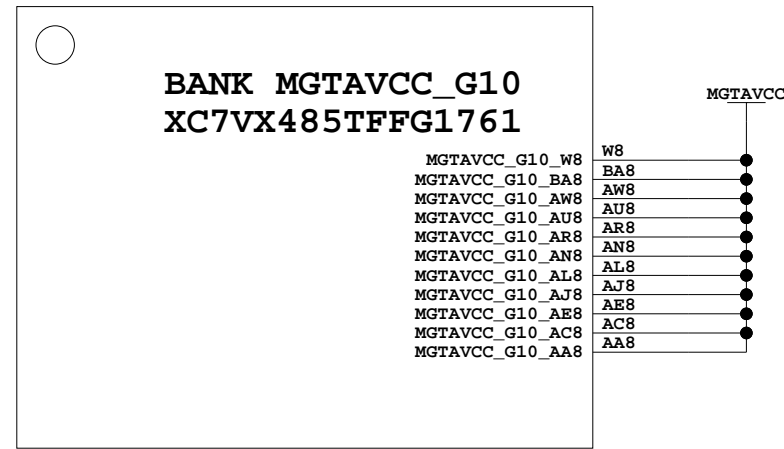 BANK MGTAVCC_G10
XC7VX485TFFG1761
MGTAVCC
MGTAVCC_G10_W8 W8
MGTAVCC_G10_BA8 BA8
MGTAVCC_G10_AW8 AW8
MGTAVCC_G10_AU8 AU8
MGTAVCC_G10_AR8 AR8
MGTAVCC_G10_AN8 AN8
MGTAVCC_G10_AL8 AL8
MGTAVCC_G10_AJ8 AJ8
MGTAVCC_G10_AE8 AE8
MGTAVCC_G10_AC8 AC8
MGTAVCC_G10_AA8 AA8